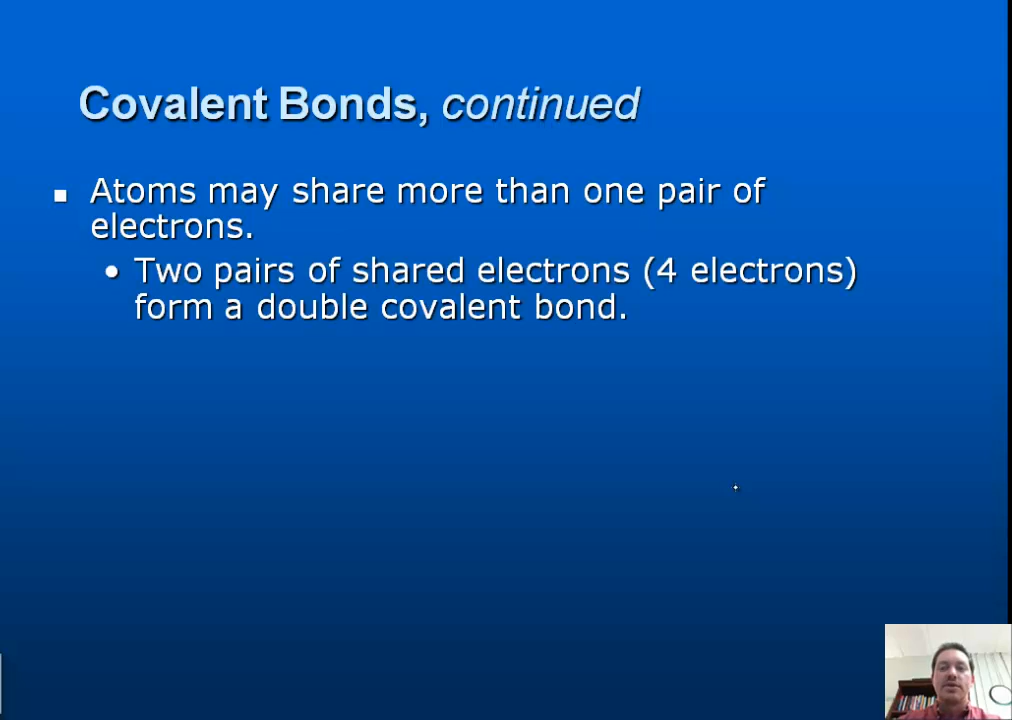 Covalent Bonds, continued
Atoms may share more than one pair of
electrons.
Two pairs of shared electrons (4 electrons)
form a double covalent bond.